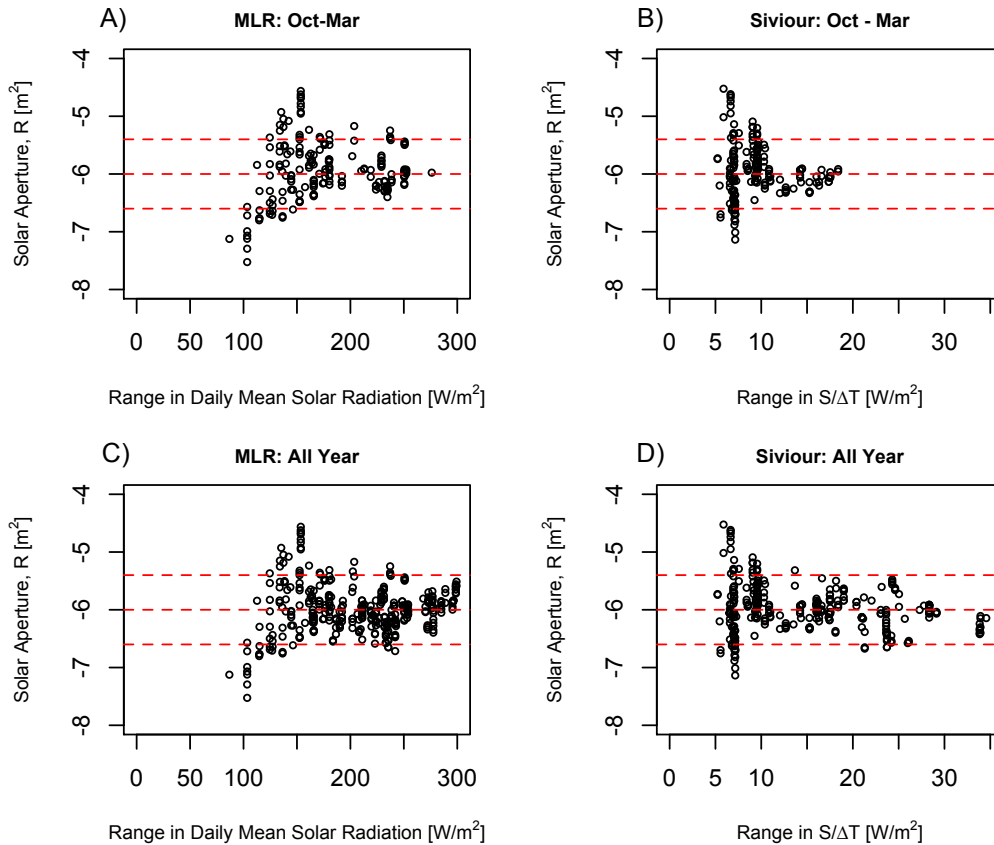 A)
MLR: Oct-Mar
Solar Aperture, R [m²]
-4
-5
-6
-7
-8
0 50 100 200 300
Range in Daily Mean Solar Radiation [W/m²]
B)
Siviour: Oct - Mar
Solar Aperture, R [m²]
-4
-5
-6
-7
-8
0 5 10 20 30
Range in S/ΔT [W/m²]
C)
MLR: All Year
Solar Aperture, R [m²]
-4
-5
-6
-7
-8
0 50 100 200 300
Range in Daily Mean Solar Radiation [W/m²]
D)
Siviour: All Year
Solar Aperture, R [m²]
-4
-5
-6
-7
-8
0 5 10 20 30
Range in S/ΔT [W/m²]